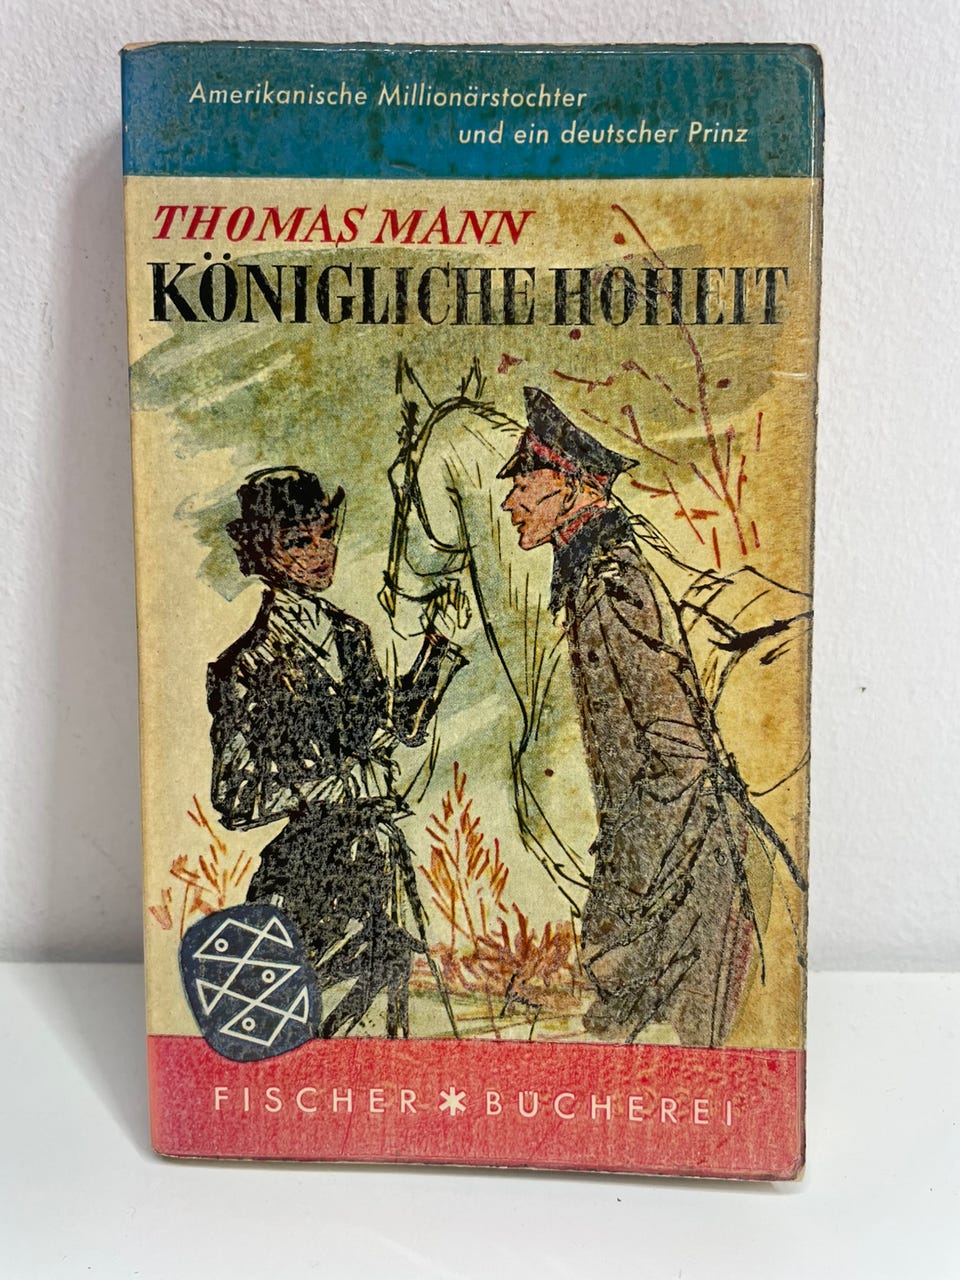 Amerikanische Millionärstochter
und ein deutscher Prinz
THOMAS MANN
KÖNIGLICHE HOHEIT
FISCHER * BÜCHEREI